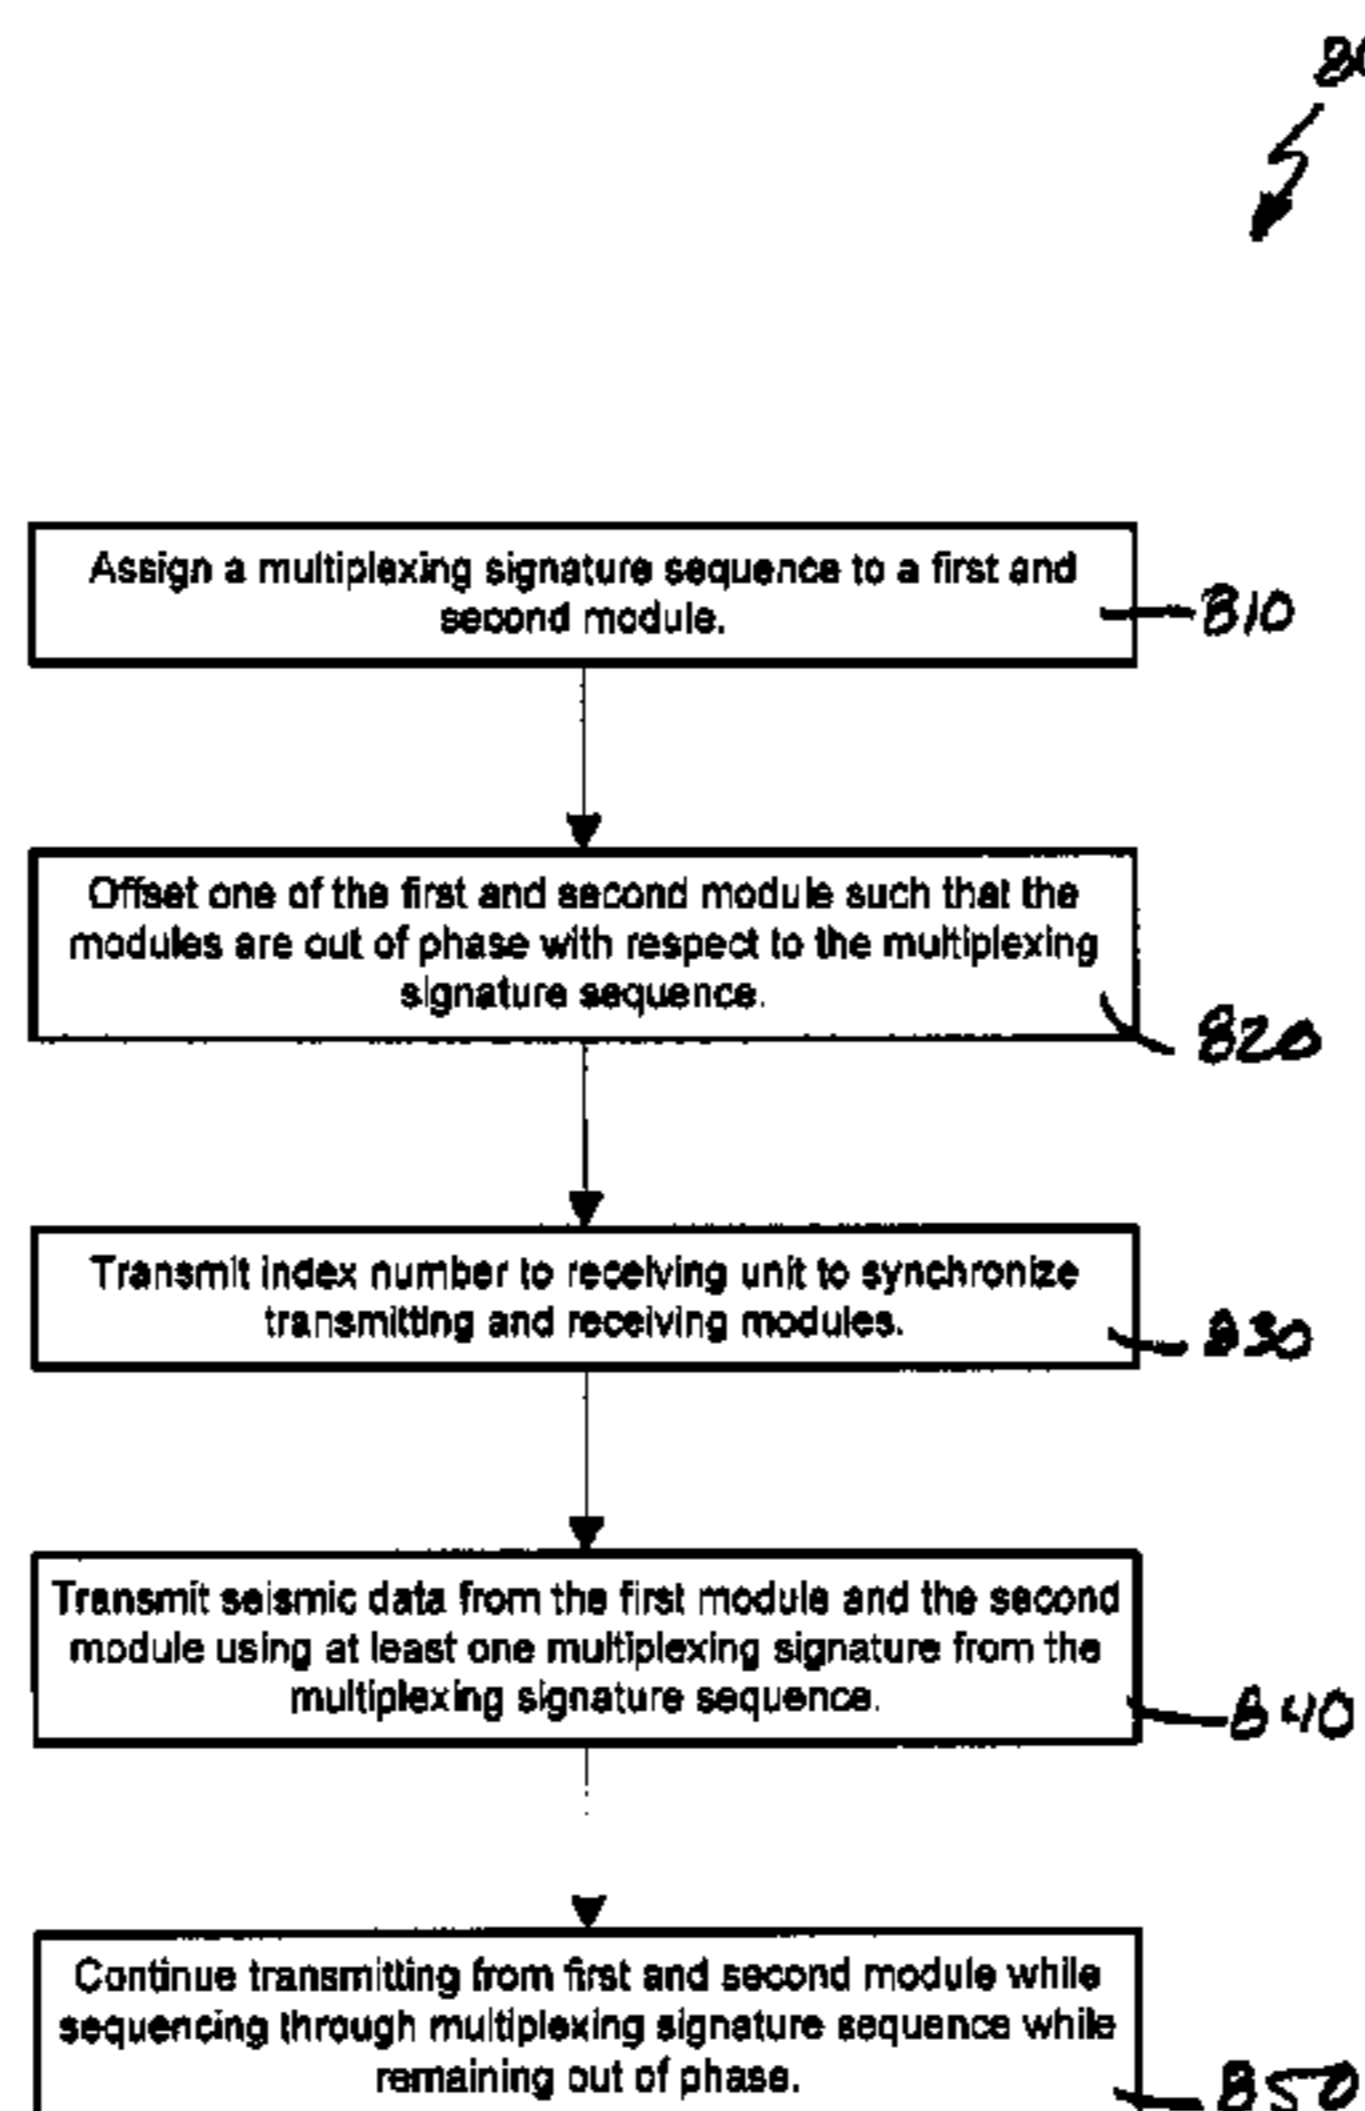 Assign a multiplexing signature sequence to a first and
second module.
810
Offset one of the first and second module such that the
modules are out of phase with respect to the multiplexing
signature sequence.
820
Transmit index number to receiving unit to synchronize
transmitting and receiving modules.
830
Transmit seismic data from the first module and the second
module using at least one multiplexing signature from the
multiplexing signature sequence.
840
Continue transmitting from first and second module while
sequencing through multiplexing signature sequence while
remaining out of phase.
850